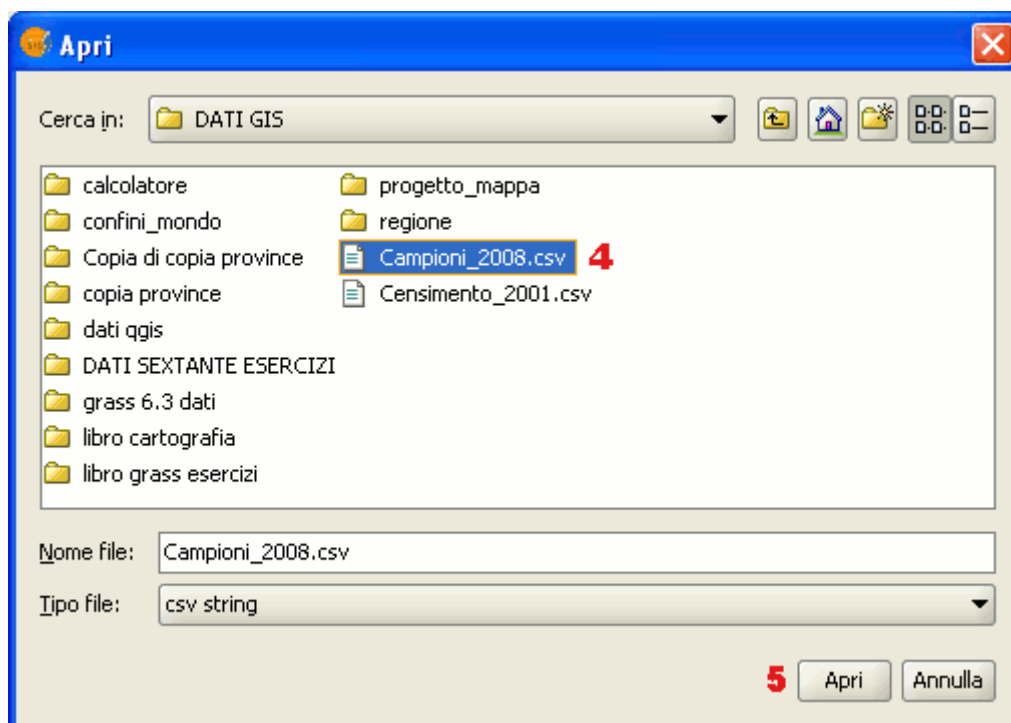 Apri
Cerca in: DATI GIS
calcolatore
confini_mondo
Copia di copia province
copia province
dati qgis
DATI SEXTANTE ESERCIZI
grass 6.3 dati
libro cartografia
libro grass esercizi
progetto_mappa
regione
Campioni_2008.csv 4
Censimento_2001.csv
Nome file: Campioni_2008.csv
Tipo file: csv string
5 Apri Annulla